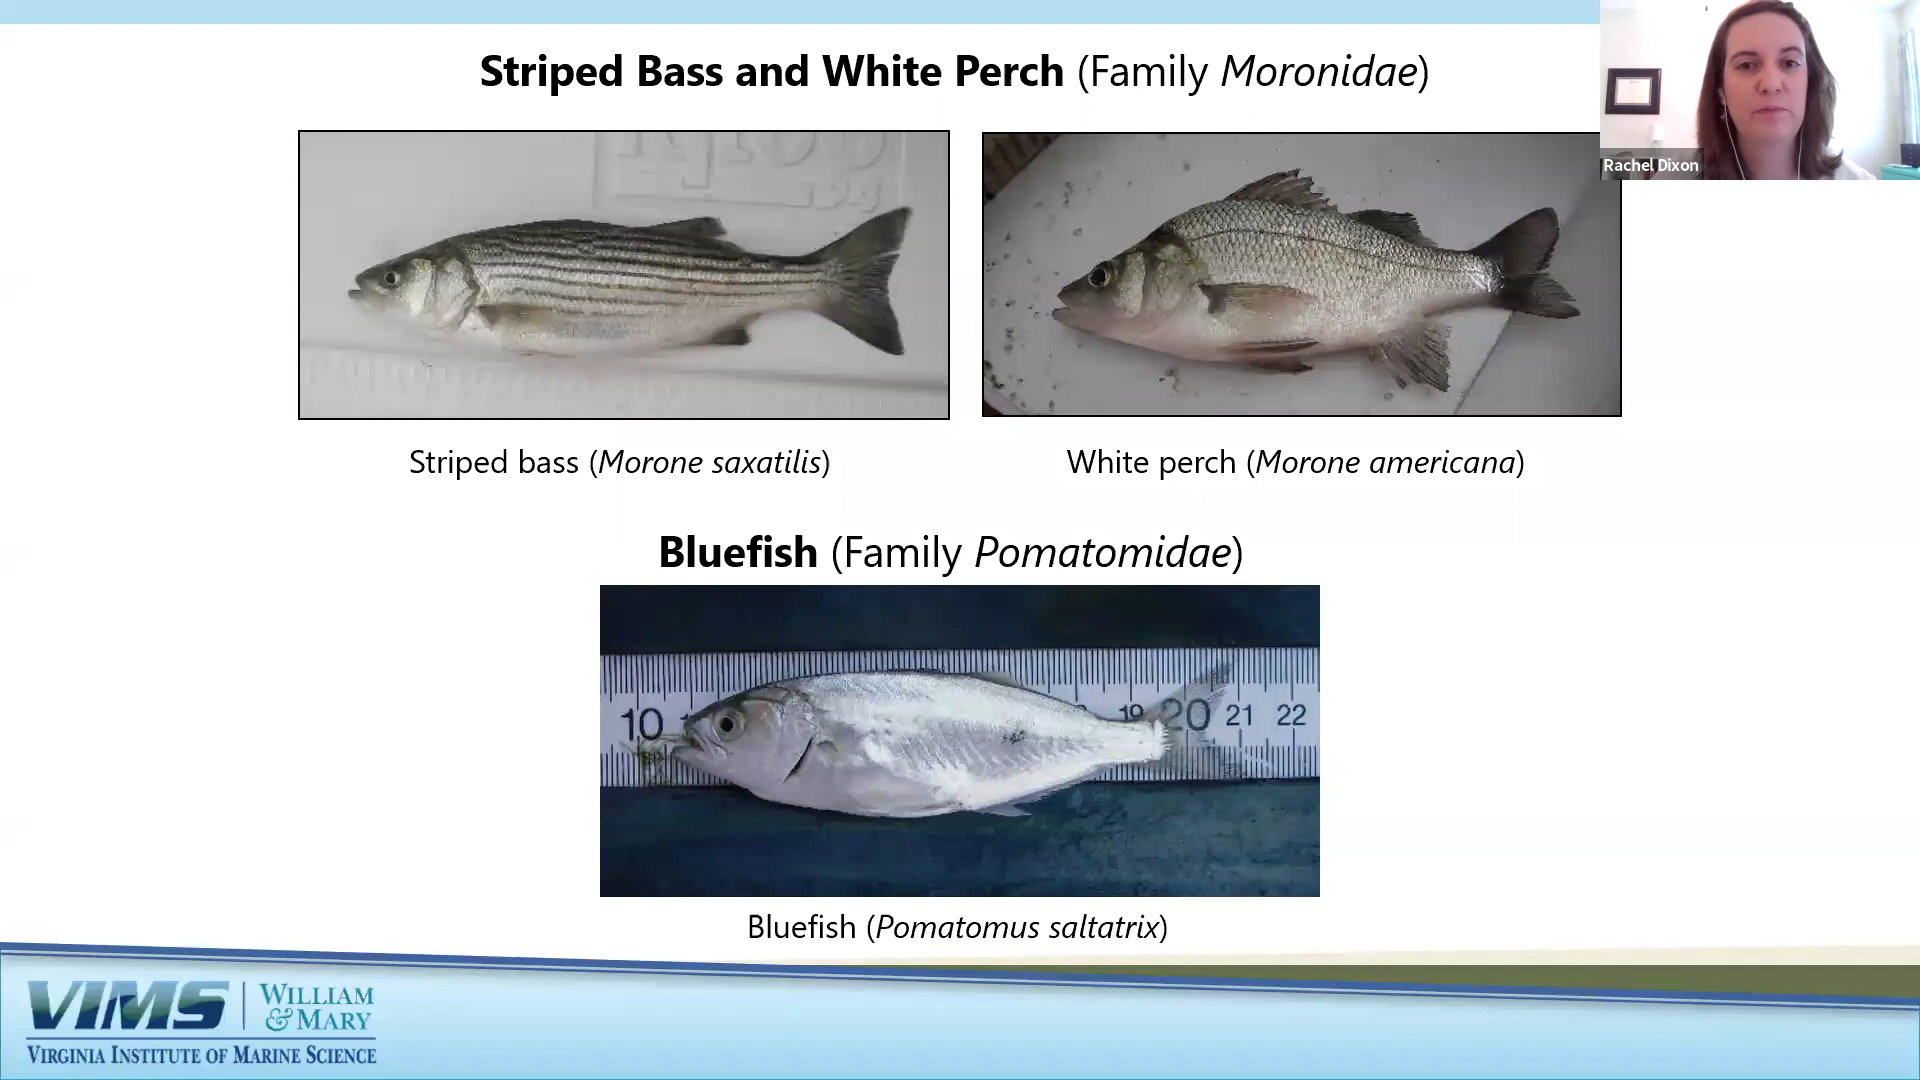 Striped Bass and White Perch (Family Moronidae)
Rachel Dixon
Striped bass (Morone saxatilis)
White perch (Morone americana)
Bluefish (Family Pomatomidae)
10 19 20 21 22
Bluefish (Pomatomus saltatrix)
VIMS
WILLIAM
& MARY
VIRGINIA INSTITUTE OF MARINE SCIENCE